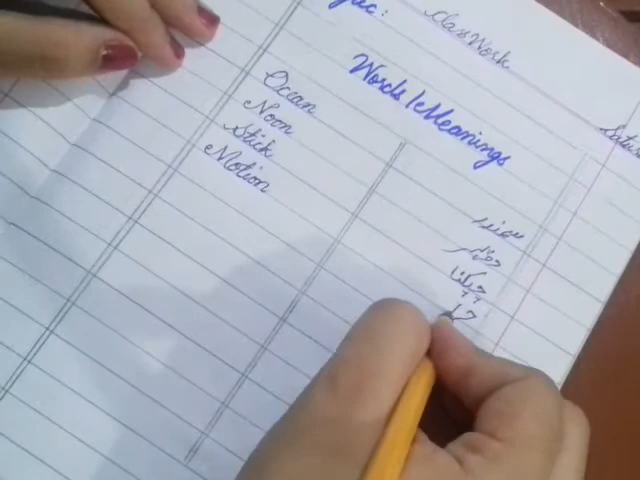 Class Work
Words/Meanings
Ocean سمندر
Noon دوپہر
Stick چپکنا
Motion